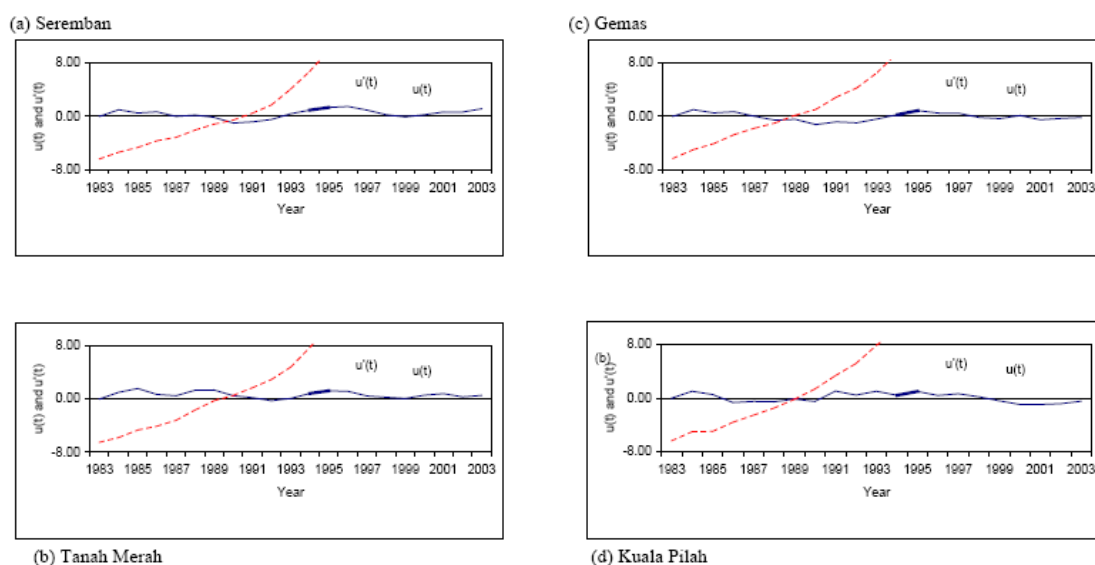 (a) Seremban
8.00
0.00
-8.00
u(t) and u'(t)
u'(t)
u(t)
1983 1985 1987 1989 1991 1993 1995 1997 1999 2001 2003
Year
(c) Gemas
8.00
0.00
-8.00
u(t) and u'(t)
u'(t)
u(t)
1983 1985 1987 1989 1991 1993 1995 1997 1999 2001 2003
Year
8.00
0.00
-8.00
u(t) and u'(t)
u'(t)
u(t)
1983 1985 1987 1989 1991 1993 1995 1997 1999 2001 2003
Year
(b) Tanah Merah
(b)
8.00
0.00
-8.00
u(t) and u'(t)
u'(t)
u(t)
1983 1985 1987 1989 1991 1993 1995 1997 1999 2001 2003
Year
(d) Kuala Pilah